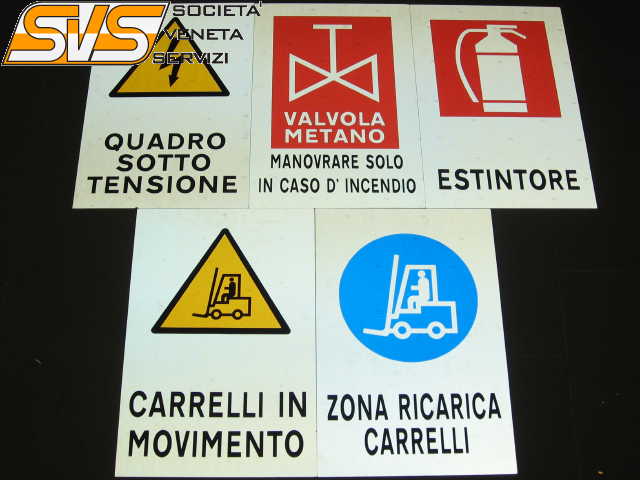 SVS SOCIETA'
VENETA
SERVIZI
QUADRO
SOTTO
TENSIONE
VALVOLA
METANO
MANOVRARE SOLO
IN CASO D' INCENDIO
ESTINTORE
CARRELLI IN
MOVIMENTO
ZONA RICARICA
CARRELLI